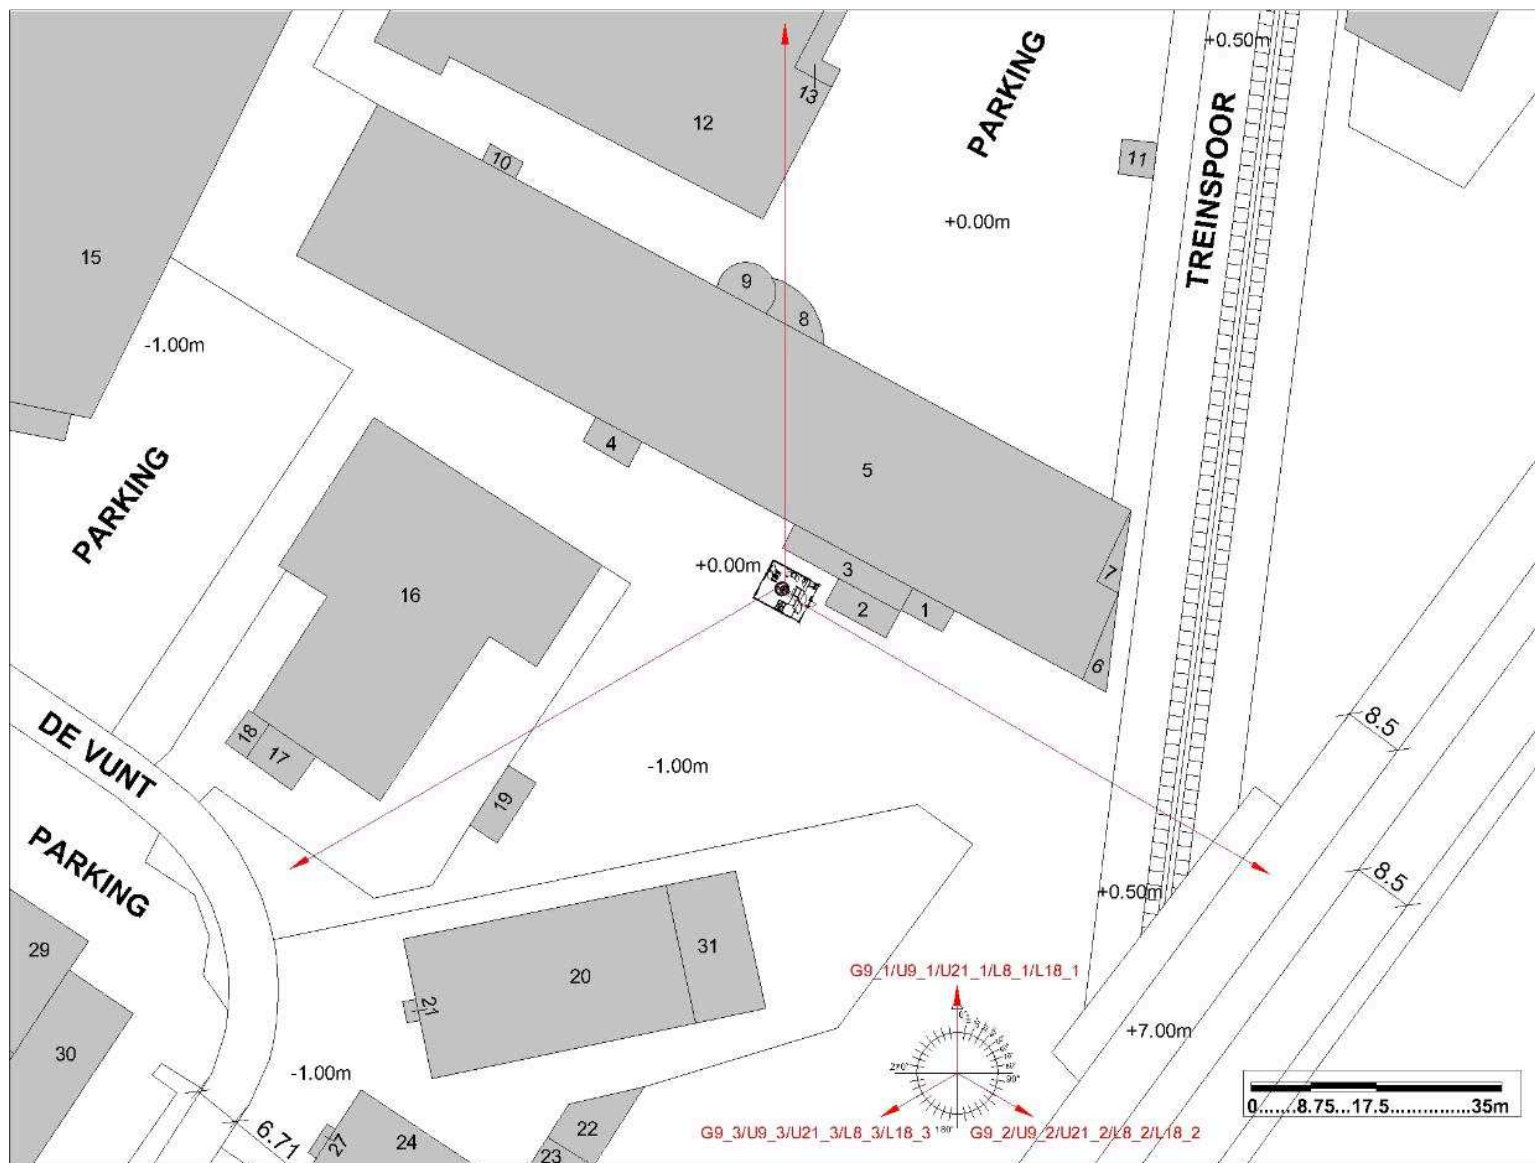 +0.50m
PARKING
13
12
TREINSPOOR
11
10
+0.00m
15
9
8
-1.00m
4
5
PARKING
+0.00m
3
7
16
2
1
6
8.5
18
17
DE VUNT
-1.00m
19
PARKING
8.5
+0.50m
31
29
20
21
G9_1/U9_1/U21_1/L8_1/L18_1
+7.00m
30
270°
90°
-1.00m
0.......8.75...17.5..............35m
180°
G9_3/U9_3/U21_3/L8_3/L18_3
G9_2/U9_2/U21_2/L8_2/L18_2
6.71
27
24
22
23